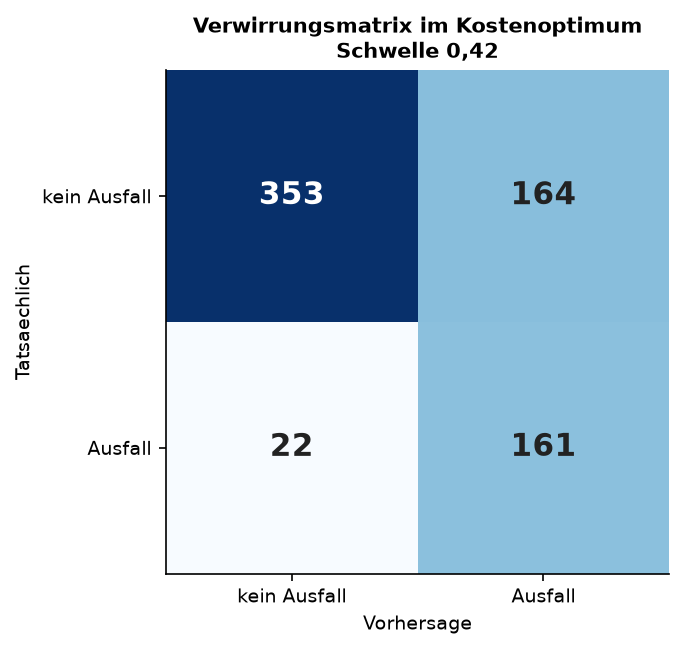 Verwirrungsmatrix im Kostenoptimum
Schwelle 0,42
kein Ausfall
353
164
Tatsaechlich
Ausfall
22
161
kein Ausfall
Ausfall
Vorhersage